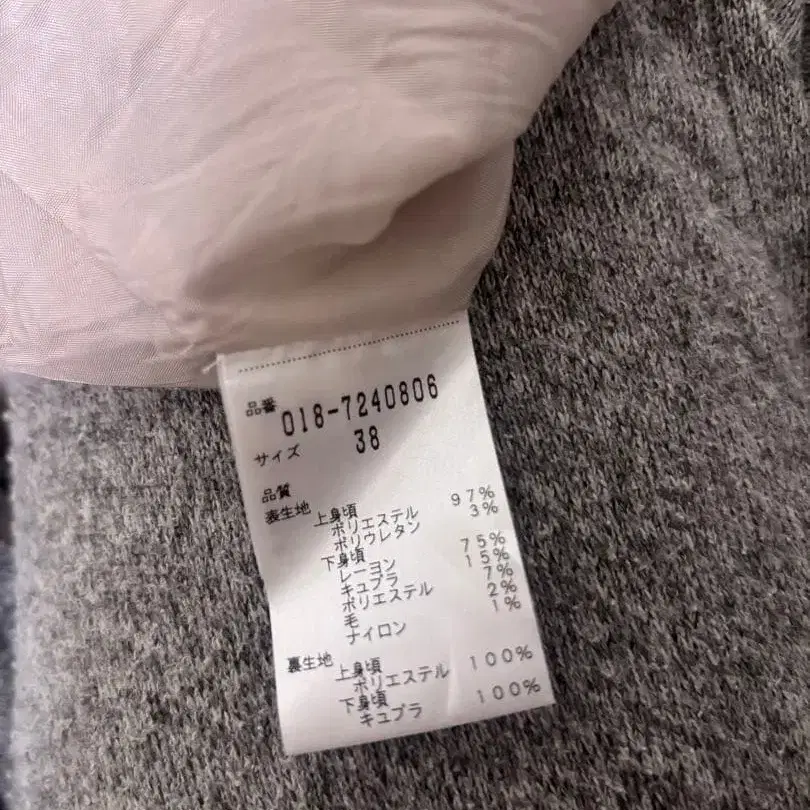 品番 018-7240806
サイズ 38
品質
表生地 上身頃
ポリエステル 97%
ポリウレタン 3%
下身頃
レーヨン 75%
キュプラ 15%
ポリエステル 7%
毛 2%
ナイロン 1%
裏生地 上身頃
ポリエステル 100%
下身頃
キュプラ 100%